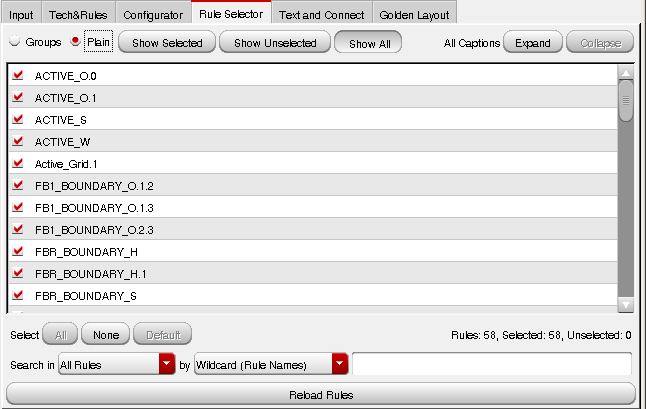 Input Tech&Rules Configurator Rule Selector Text and Connect Golden Layout
Groups Plain Show Selected Show Unselected Show All All Captions Expand Collapse
ACTIVE_O.0
ACTIVE_O.1
ACTIVE_S
ACTIVE_W
Active_Grid.1
FB1_BOUNDARY_O.1.2
FB1_BOUNDARY_O.1.3
FB1_BOUNDARY_O.2.3
FBR_BOUNDARY_H
FBR_BOUNDARY_H.1
FBR_BOUNDARY_S
Select All None Default Rules: 58, Selected: 58, Unselected: 0
Search in All Rules by Wildcard (Rule Names)
Reload Rules